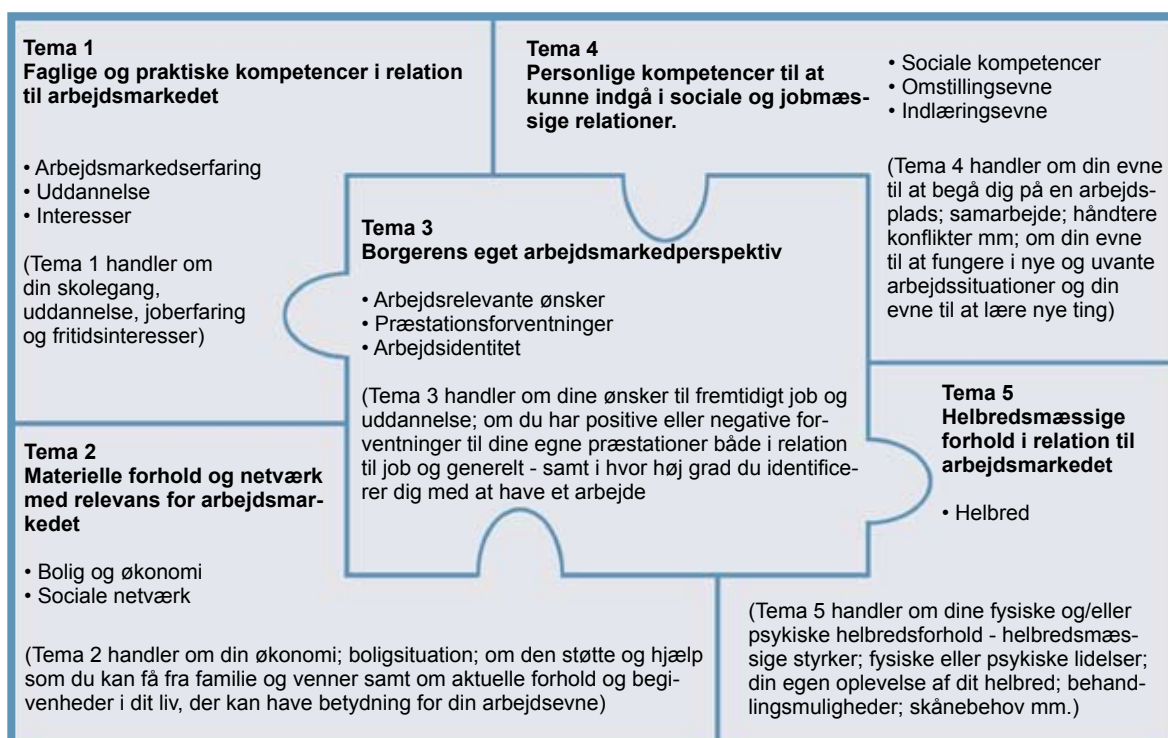 Tema 1
Faglige og praktiske kompetencer i relation
til arbejdsmarkedet
• Arbejdsmarkedserfaring
• Uddannelse
• Interesser
(Tema 1 handler om
din skolegang,
uddannelse, joberfaring
og fritidsinteresser)
Tema 4
Personlige kompetencer til at
kunne indgå i sociale og jobmæs-
sige relationer.
• Sociale kompetencer
• Omstillingsevne
• Indlæringsevne
(Tema 4 handler om din evne
til at begå dig på en arbejds-
plads; samarbejde; håndtere
konflikter mm; om din evne
til at fungere i nye og uvante
arbejdssituationer og din
evne til at lære nye ting)
Tema 3
Borgerens eget arbejdsmarkedperspektiv
• Arbejdsrelevante ønsker
• Præstationsforventninger
• Arbejdsidentitet
(Tema 3 handler om dine ønsker til fremtidigt job og
uddannelse; om du har positive eller negative for-
ventninger til dine egne præstationer både i relation
til job og generelt - samt i hvor høj grad du identifice-
rer dig med at have et arbejde
Tema 2
Materielle forhold og netværk
med relevans for arbejdsmar-
kedet
• Bolig og økonomi
• Sociale netværk
(Tema 2 handler om din økonomi; boligsituation; om den støtte og hjælp
som du kan få fra familie og venner samt om aktuelle forhold og begi-
venheder i dit liv, der kan have betydning for din arbejdsevne)
Tema 5
Helbredsmæssige
forhold i relation til
arbejdsmarkedet
• Helbred
(Tema 5 handler om dine fysiske og/eller
psykiske helbredsforhold - helbredsmæs-
sige styrker; fysiske eller psykiske lidelser;
din egen oplevelse af dit helbred; behand-
lingsmuligheder; skånebehov mm.)